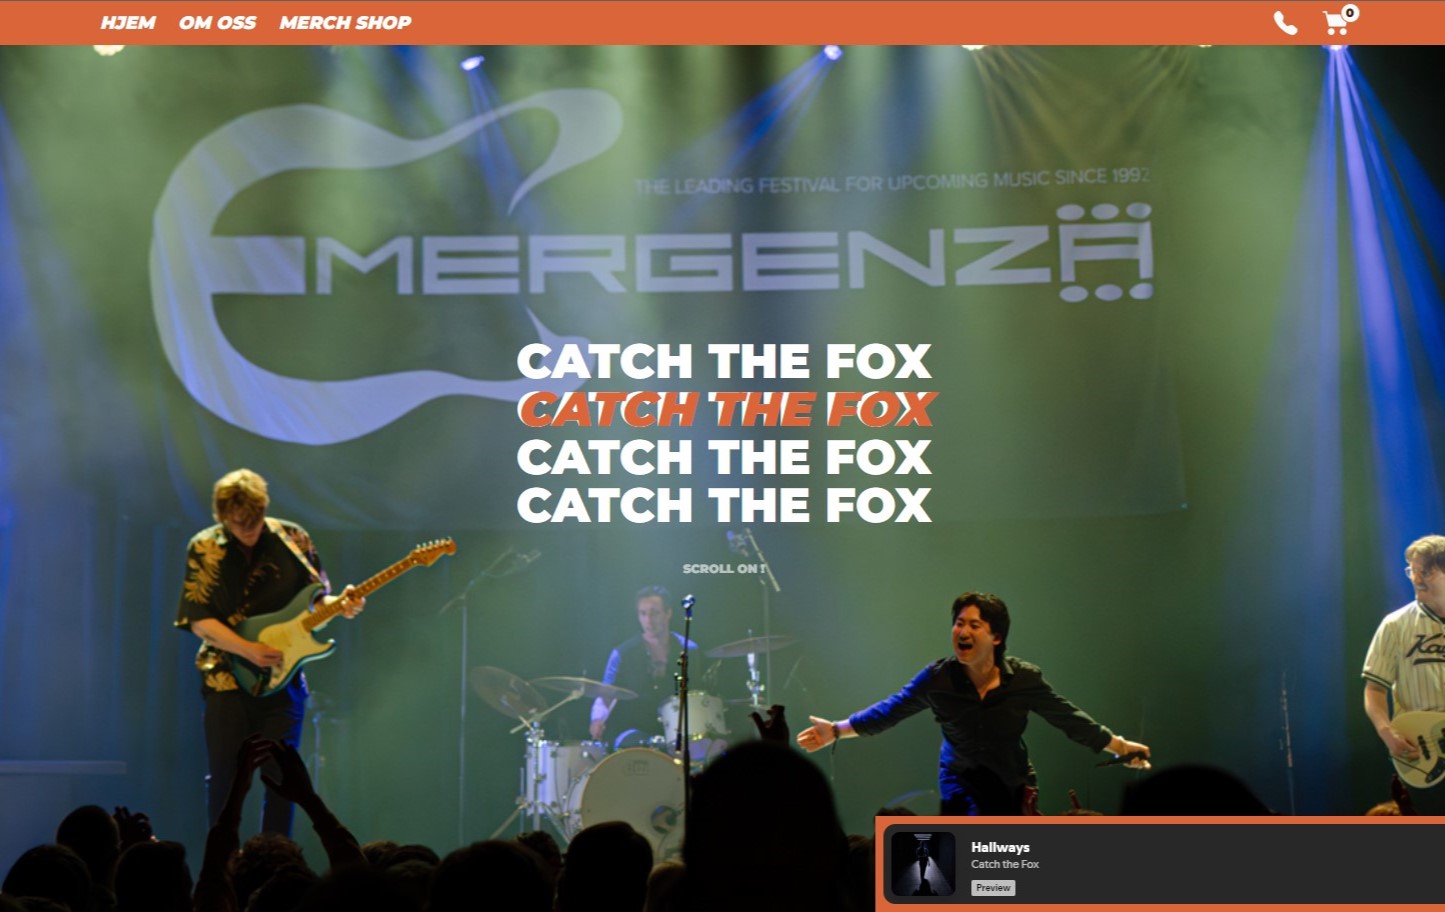 HJEM OM OSS MERCH SHOP 0
THE LEADING FESTIVAL FOR UPCOMING MUSIC SINCE 1992
EMERGENZA
CATCH THE FOX
CATCH THE FOX
CATCH THE FOX
CATCH THE FOX
SCROLL ON !
Hallways
Catch the Fox
Preview